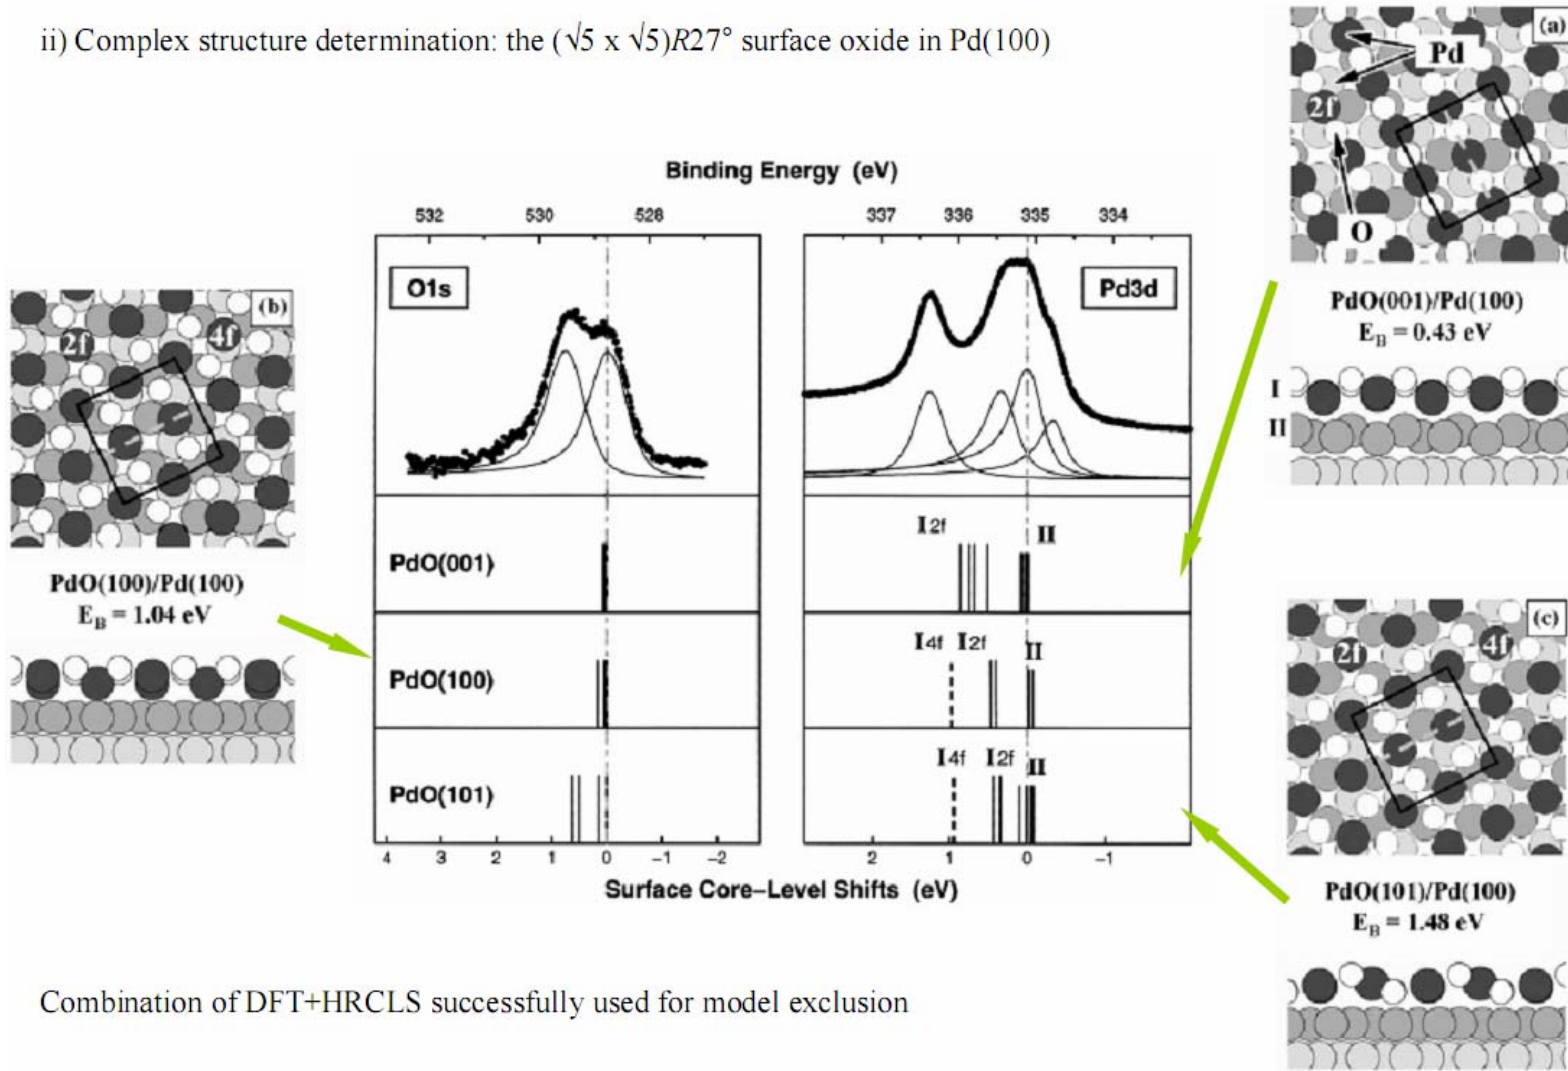 ii) Complex structure determination: the (√5 x √5)R27° surface oxide in Pd(100)
(a)
Pd
2f
O
PdO(001)/Pd(100)
E_B = 0.43 eV
I
II
(b)
2f
4f
PdO(100)/Pd(100)
E_B = 1.04 eV
Binding Energy (eV)
532 530 528
337 336 335 334
O1s
Pd3d
PdO(001)
I2f II
PdO(100)
I4f I2f II
PdO(101)
I4f I2f II
4 3 2 1 0 −1 −2
2 1 0 −1
Surface Core−Level Shifts (eV)
(c)
2f
4f
PdO(101)/Pd(100)
E_B = 1.48 eV
Combination of DFT+HRCLS successfully used for model exclusion